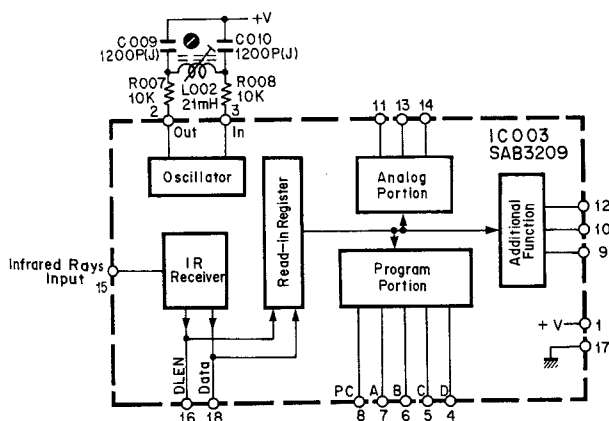 +V
C009
1200P(J)
C010
1200P(J)
R007
10K
L002
21mH
R008
10K
2
Out
3
In
11
13
14
IC003
SAB3209
Oscillator
Read-in Register
Analog
Portion
Additional
Function
12
10
9
Infrared Rays
Input
15
IR
Receiver
Program
Portion
+V
1
17
DLEN
Data
PC
A
B
C
D
16
18
8
7
6
5
4